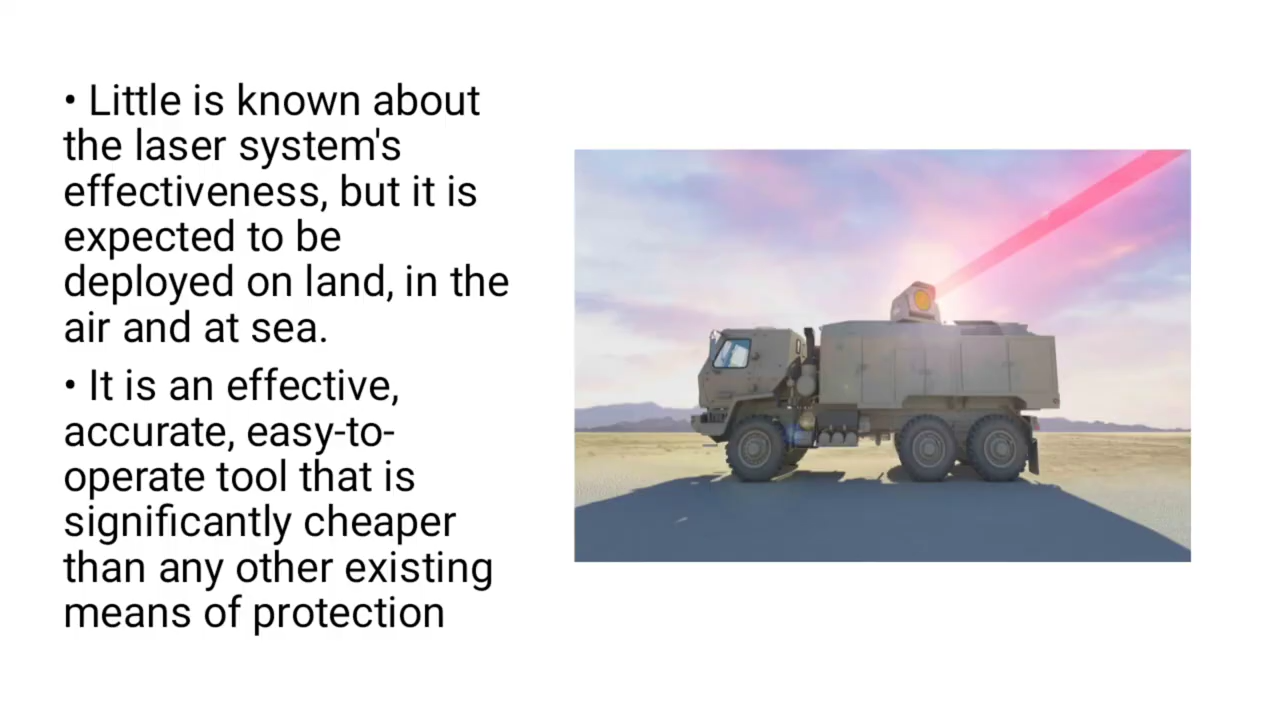 • Little is known about
the laser system's
effectiveness, but it is
expected to be
deployed on land, in the
air and at sea.
• It is an effective,
accurate, easy-to-
operate tool that is
significantly cheaper
than any other existing
means of protection